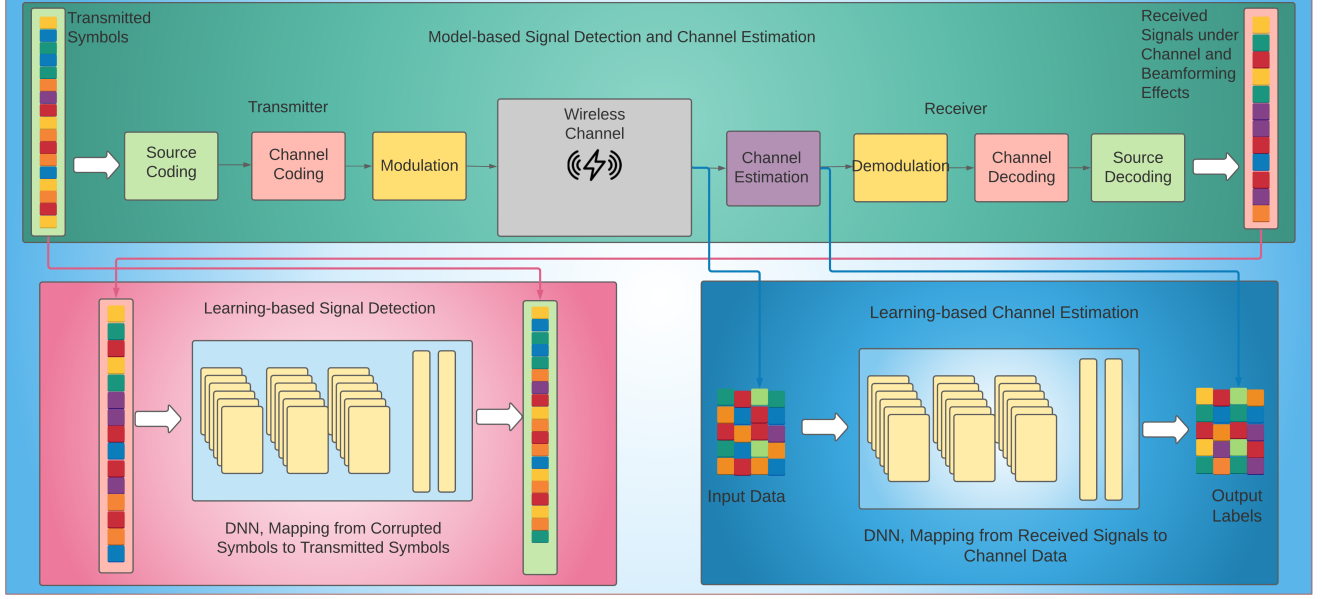 Transmitted
Symbols
Model-based Signal Detection and Channel Estimation
Received
Signals under
Channel and
Beamforming
Effects
Transmitter
Receiver
Source
Coding
Channel
Coding
Modulation
Wireless
Channel
Channel
Estimation
Demodulation
Channel
Decoding
Source
Decoding
Learning-based Signal Detection
DNN, Mapping from Corrupted
Symbols to Transmitted Symbols
Learning-based Channel Estimation
Input Data
Output
Labels
DNN, Mapping from Received Signals to
Channel Data